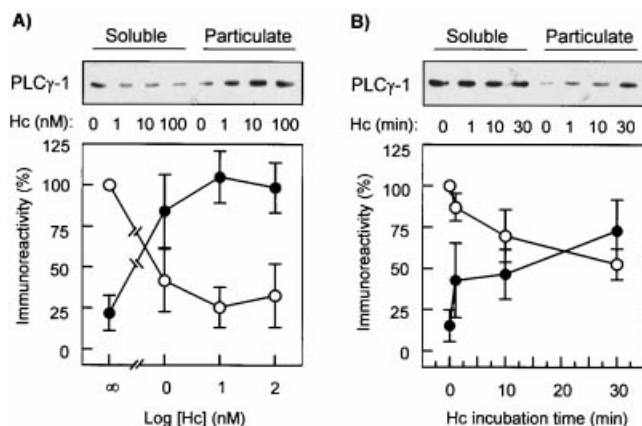 A)
Soluble Particulate
PLCγ-1
Hc (nM): 0 1 10 100 0 1 10 100
Immunoreactivity (%)
100
75
50
25
0
∞ 0 1 2
Log [Hc] (nM)
B)
Soluble Particulate
PLCγ-1
Hc (min): 0 1 10 30 0 1 10 30
Immunoreactivity (%)
100
75
50
25
0
0 10 20 30
Hc incubation time (min)